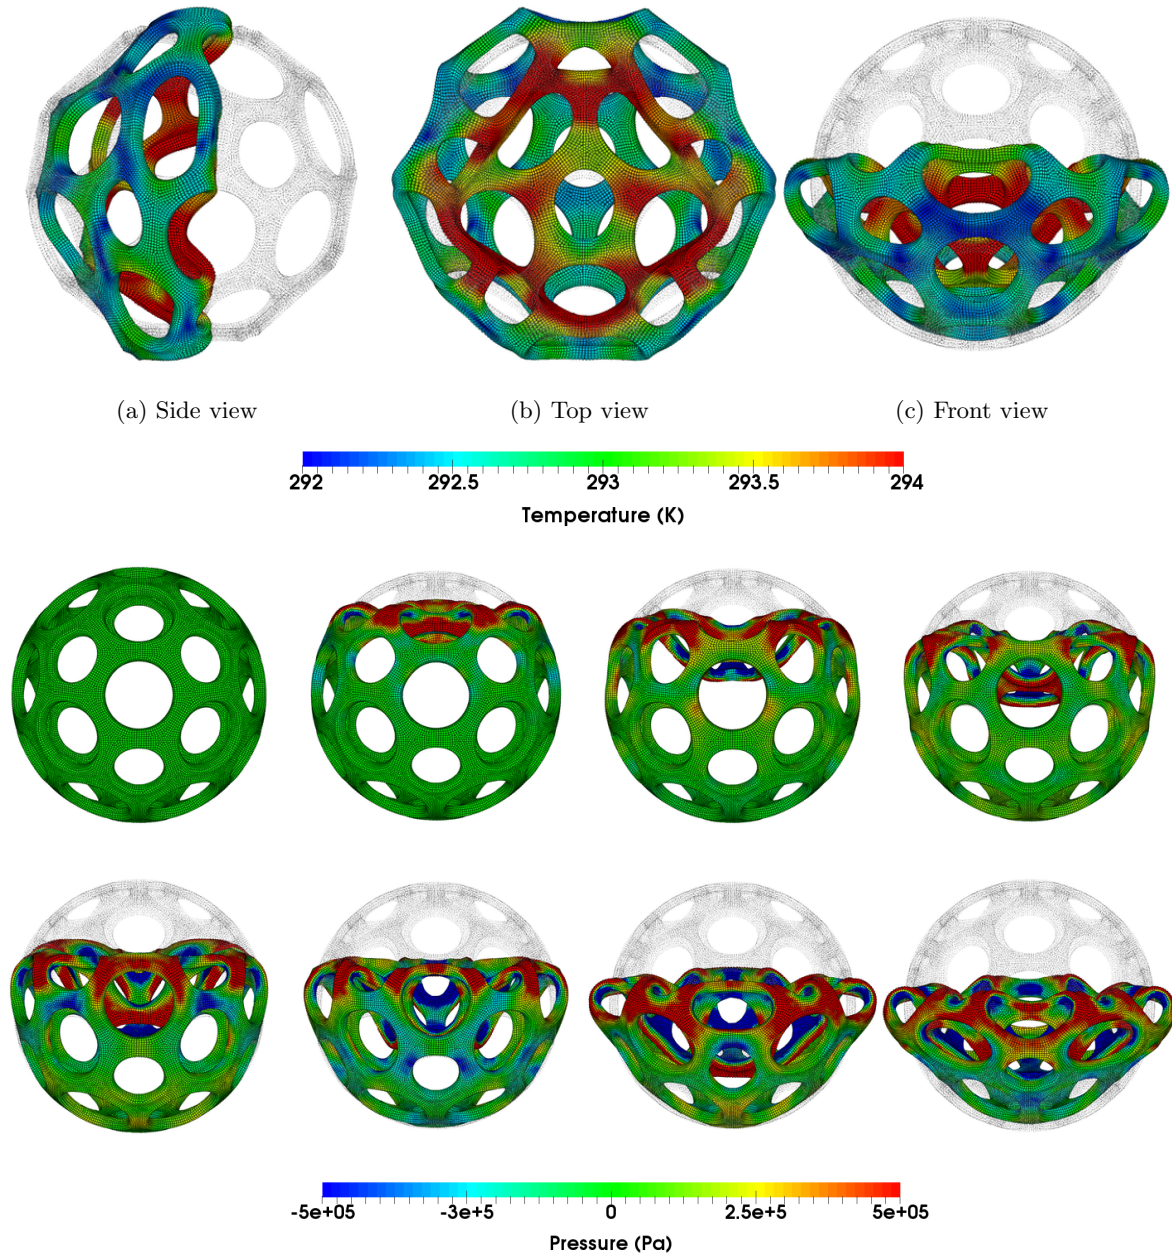 (a) Side view (b) Top view (c) Front view
292 292.5 293 293.5 294
Temperature (K)
-5e+05 -3e+5 0 2.5e+5 5e+05
Pressure (Pa)